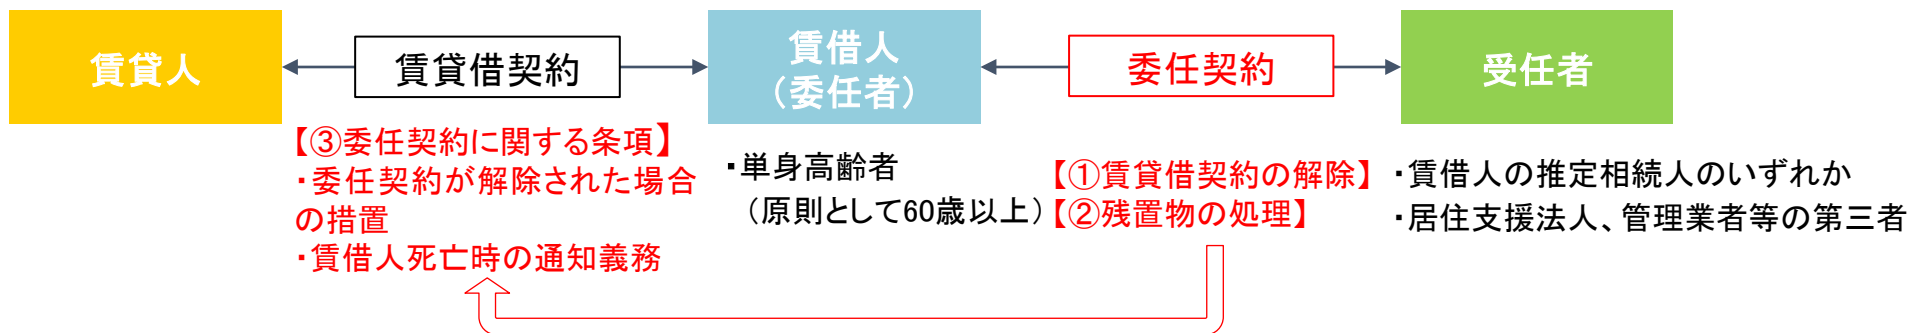 賃貸人
賃貸借契約
賃借人
（委任者）
委任契約
受任者
【③委任契約に関する条項】
・委任契約が解除された場合
の措置
・賃借人死亡時の通知義務
・単身高齢者
（原則として60歳以上）
【①賃貸借契約の解除】
【②残置物の処理】
・賃借人の推定相続人のいずれか
・居住支援法人、管理業者等の第三者